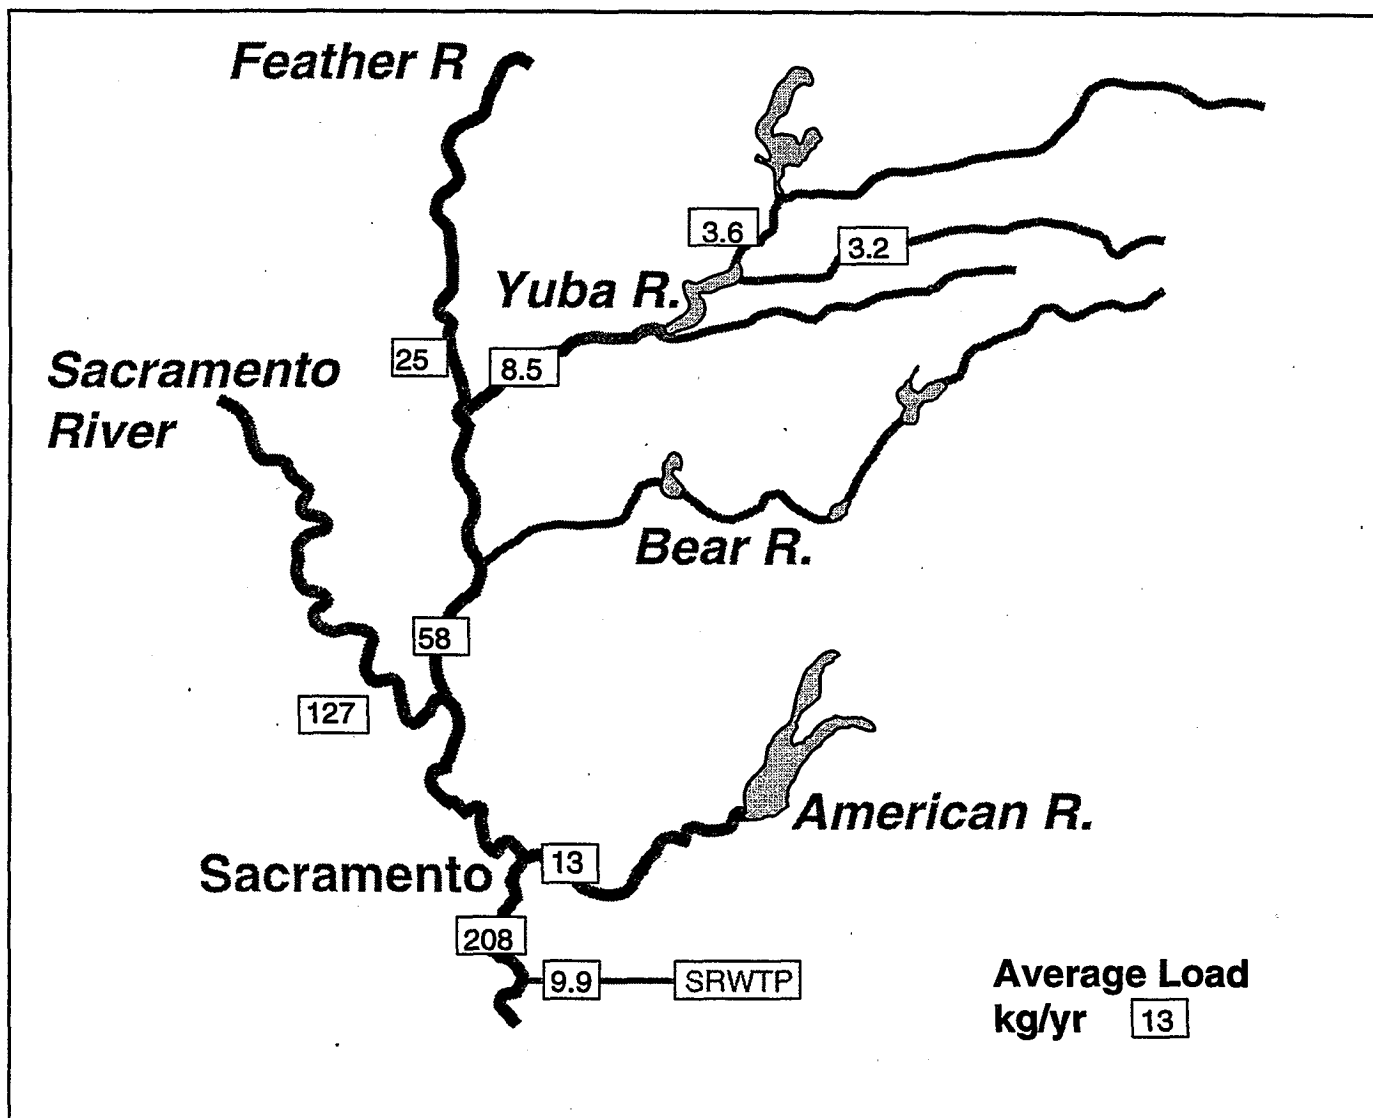 Feather R
3.6
3.2
Yuba R.
25
8.5
Sacramento
River
Bear R.
58
127
American R.
13
Sacramento
208
9.9
SRWTP
Average Load
kg/yr 13